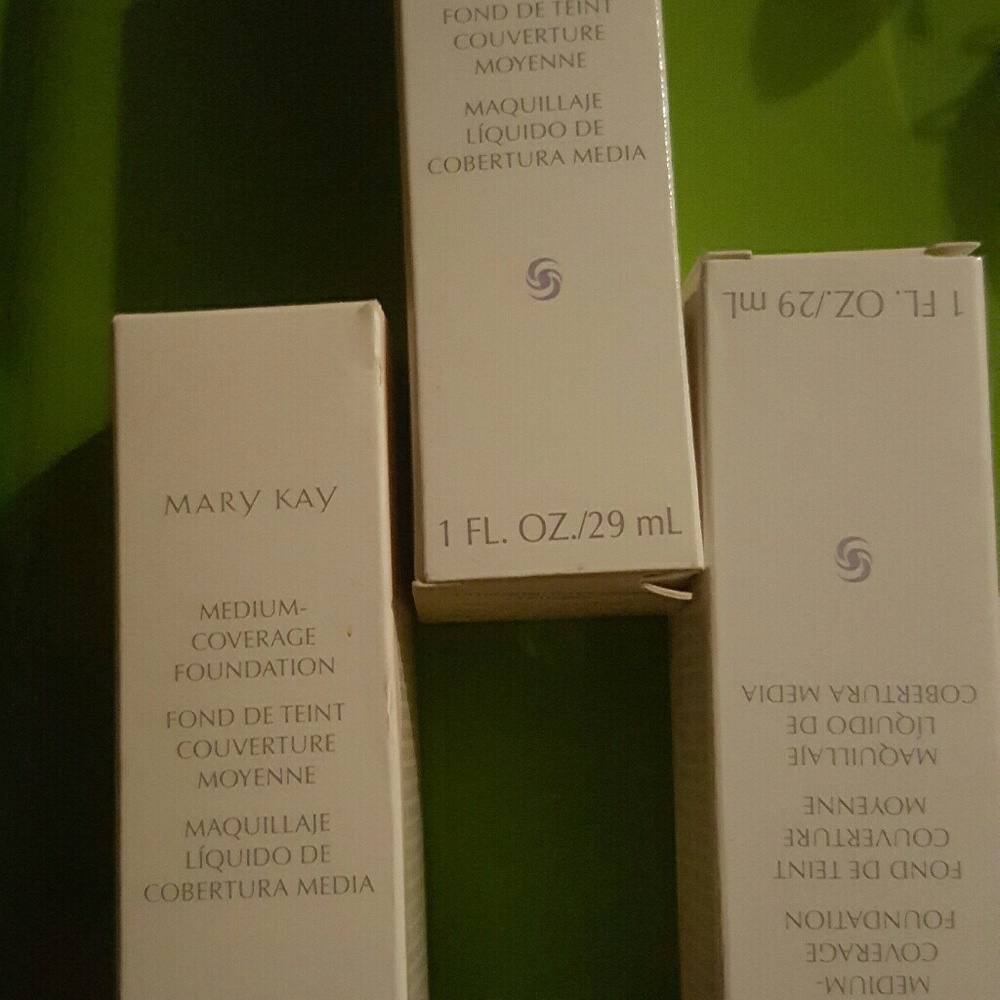 MARY KAY
MEDIUM-
COVERAGE
FOUNDATION
FOND DE TEINT
COUVERTURE
MOYENNE
MAQUILLAJE
LÍQUIDO DE
COBERTURA MEDIA
FOND DE TEINT
COUVERTURE
MOYENNE
MAQUILLAJE
LÍQUIDO DE
COBERTURA MEDIA
1 FL. OZ./29 mL
MEDIUM-
COVERAGE
FOUNDATION
FOND DE TEINT
COUVERTURE
MOYENNE
MAQUILLAJE
LÍQUIDO DE
COBERTURA MEDIA
1 FL. OZ./29 mL